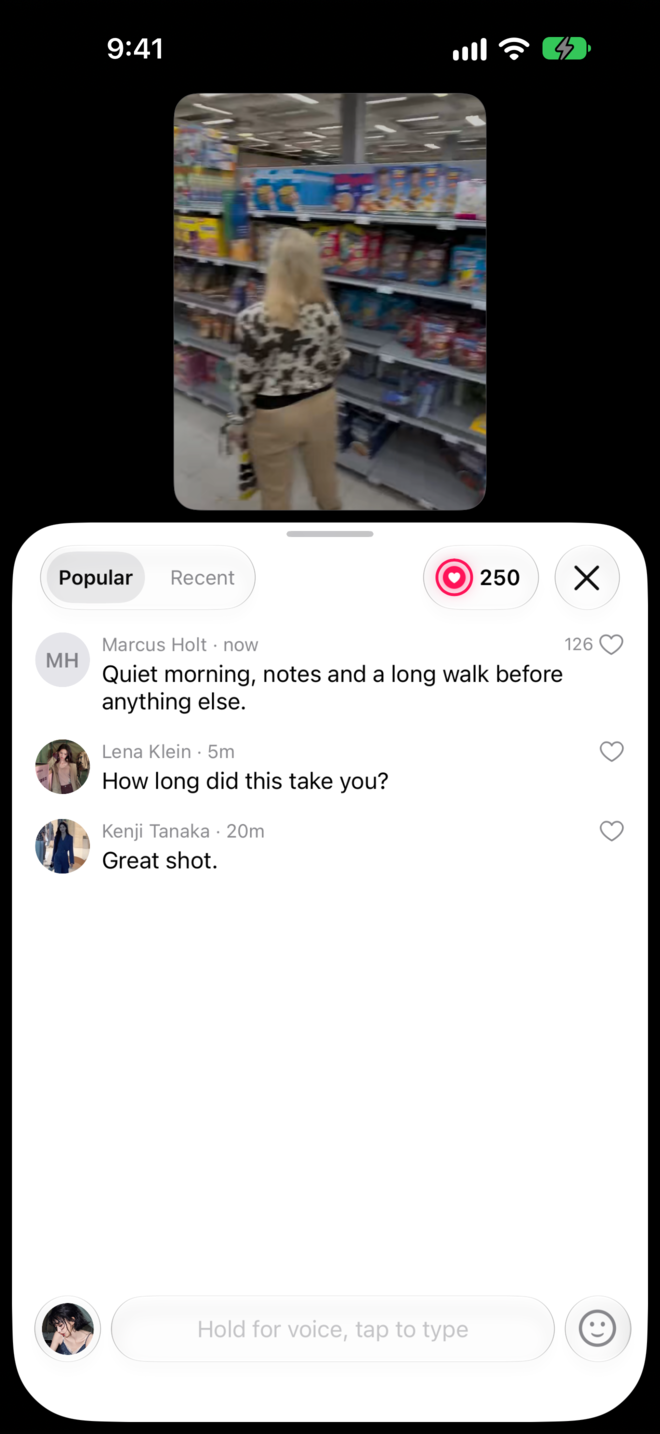 9:41
Popular
Recent
250
MH
Marcus Holt · now
126
Quiet morning, notes and a long walk before
anything else.
Lena Klein · 5m
How long did this take you?
Kenji Tanaka · 20m
Great shot.
Hold for voice, tap to type